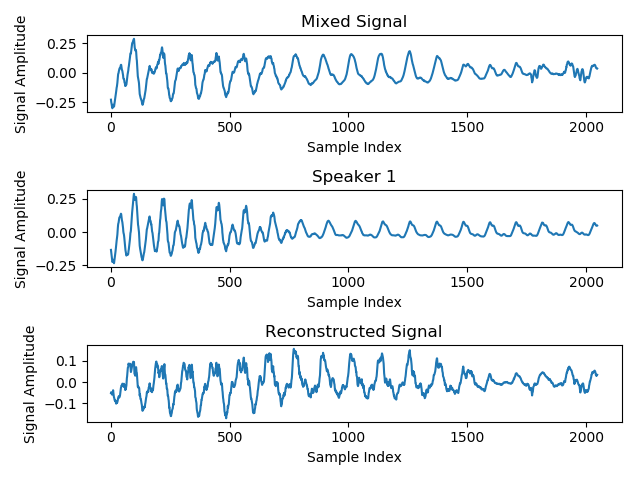 Mixed Signal
Signal Amplitude
0.25
0.00
−0.25
0 500 1000 1500 2000
Sample Index
Speaker 1
Signal Amplitude
0.25
0.00
−0.25
0 500 1000 1500 2000
Sample Index
Reconstructed Signal
Signal Amplitude
0.1
0.0
−0.1
0 500 1000 1500 2000
Sample Index